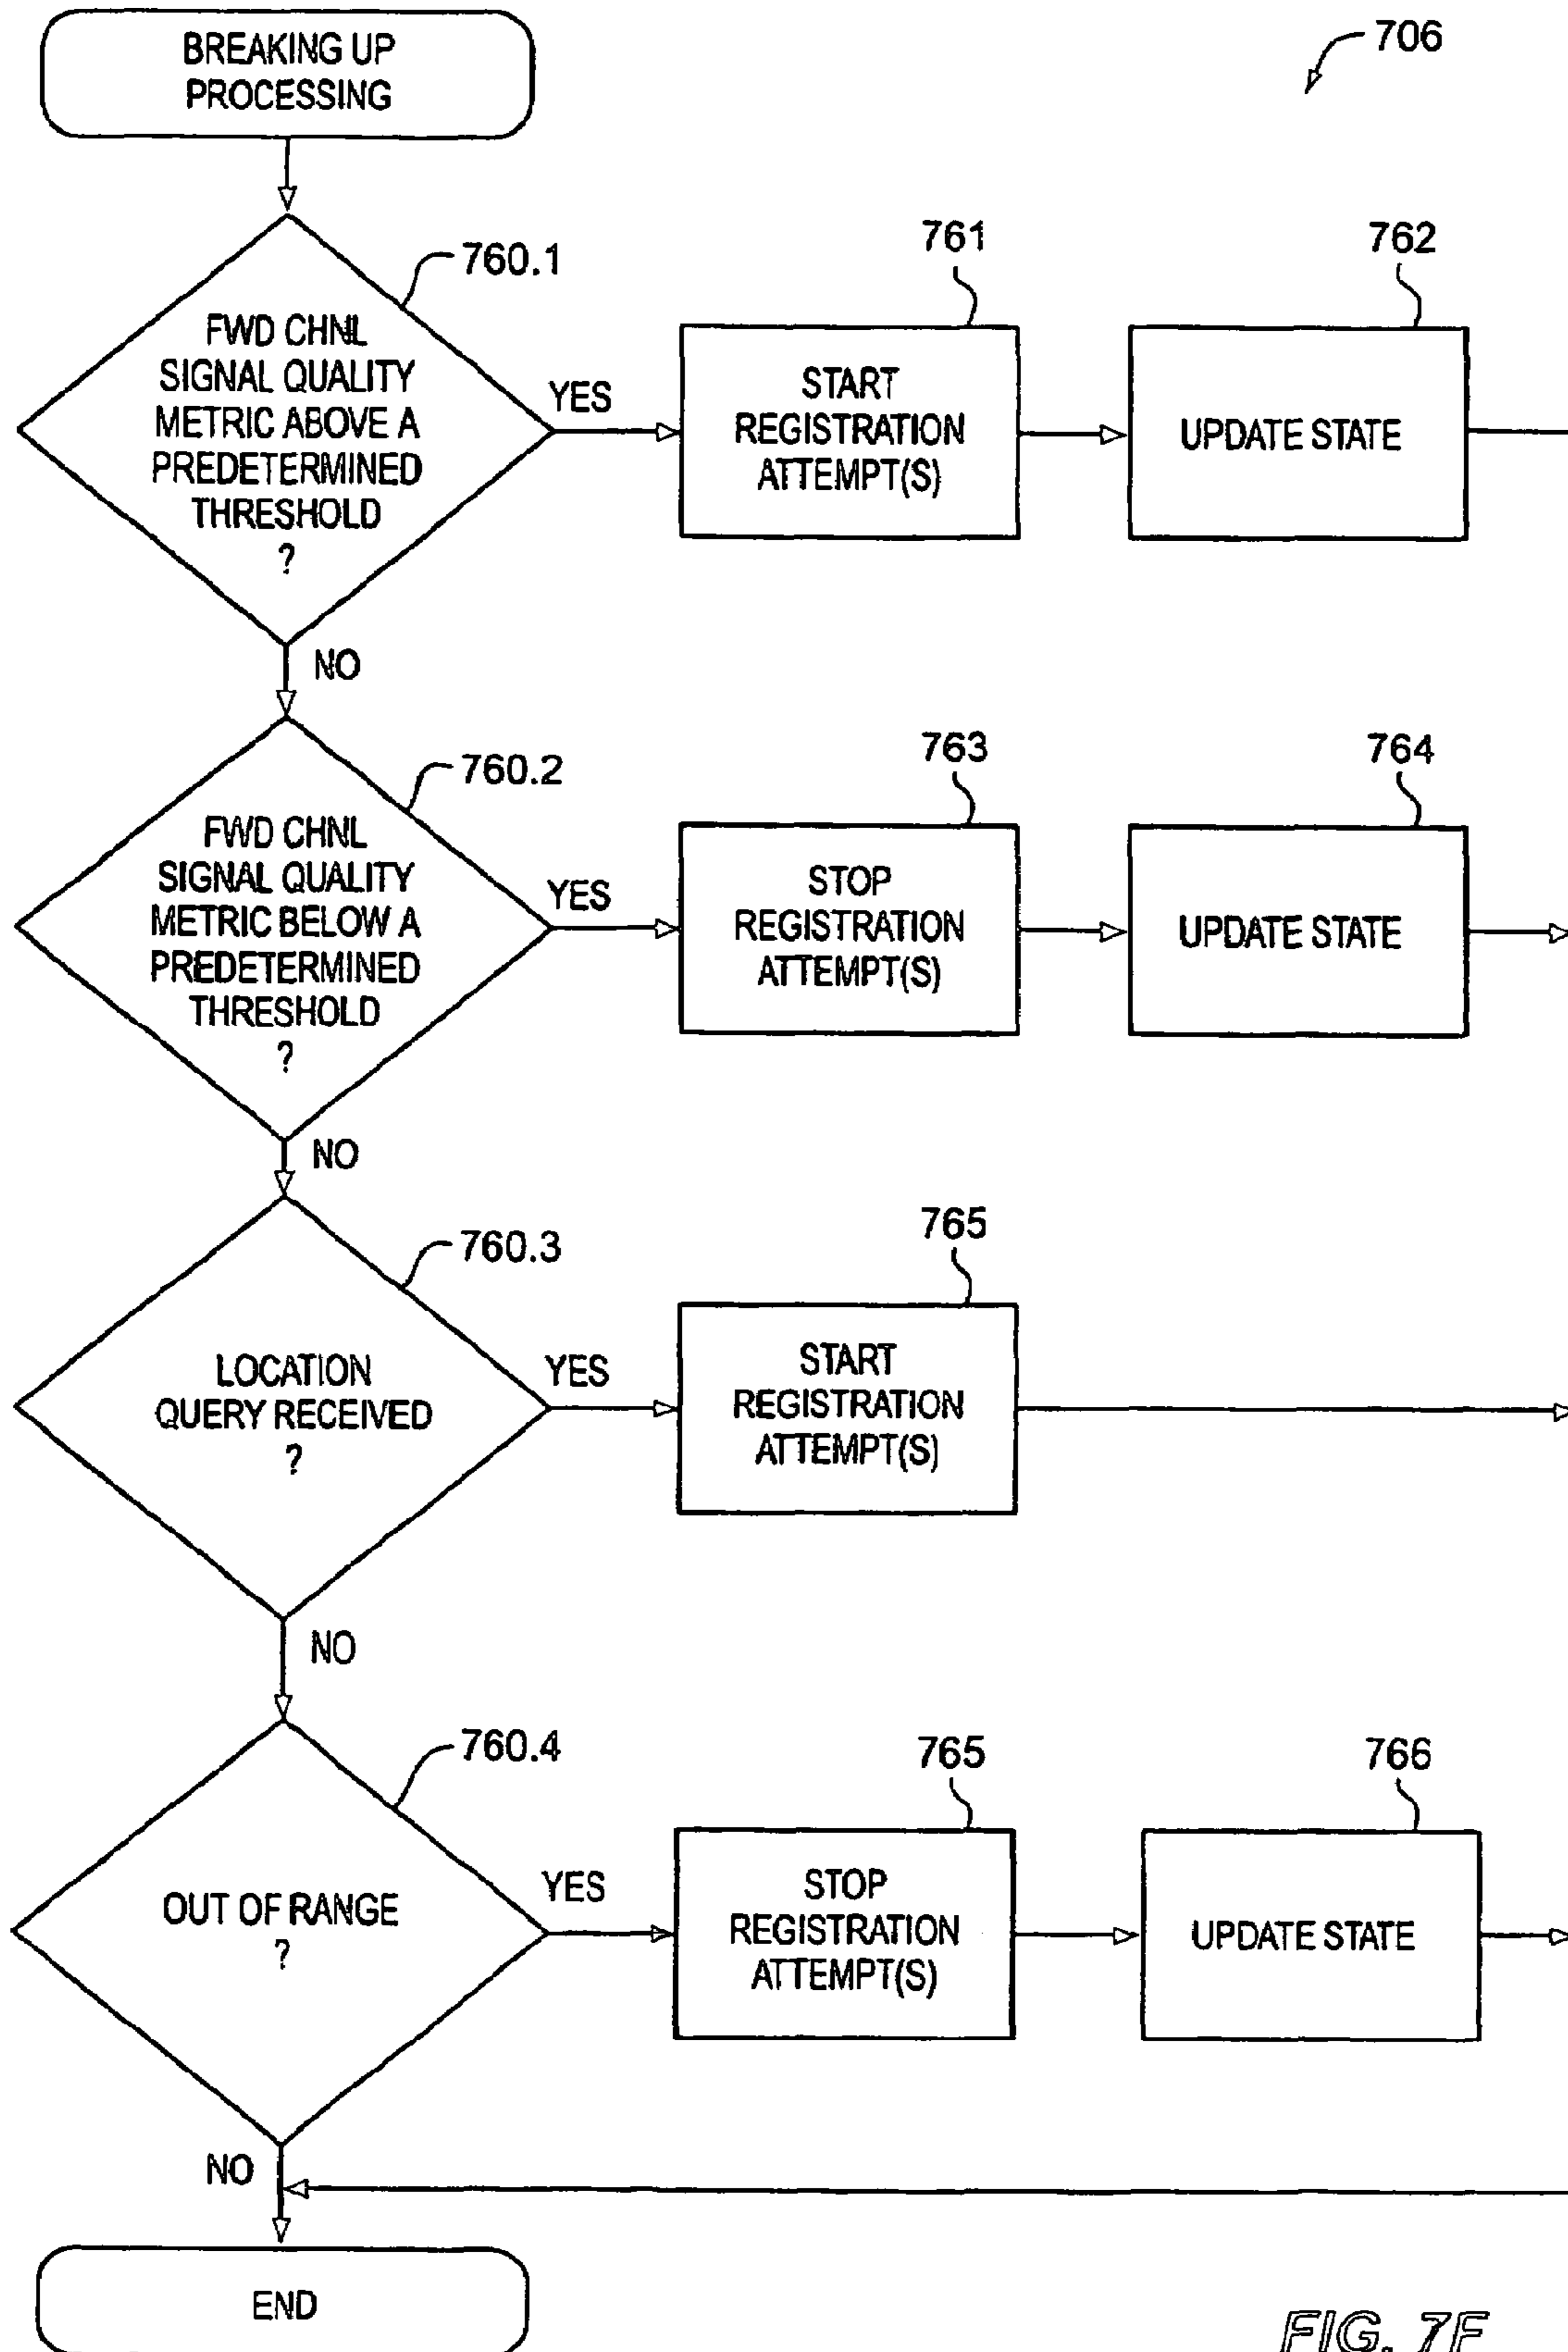 BREAKING UP
PROCESSING
706
760.1
FWD CHNL
SIGNAL QUALITY
METRIC ABOVE A
PREDETERMINED
THRESHOLD
?
YES
761
START
REGISTRATION
ATTEMPT(S)
762
UPDATE STATE
NO
760.2
FWD CHNL
SIGNAL QUALITY
METRIC BELOW A
PREDETERMINED
THRESHOLD
?
YES
763
STOP
REGISTRATION
ATTEMPT(S)
764
UPDATE STATE
NO
760.3
LOCATION
QUERY RECEIVED
?
YES
765
START
REGISTRATION
ATTEMPT(S)
NO
760.4
OUT OF RANGE
?
YES
765
STOP
REGISTRATION
ATTEMPT(S)
766
UPDATE STATE
NO
END
FIG. 7F